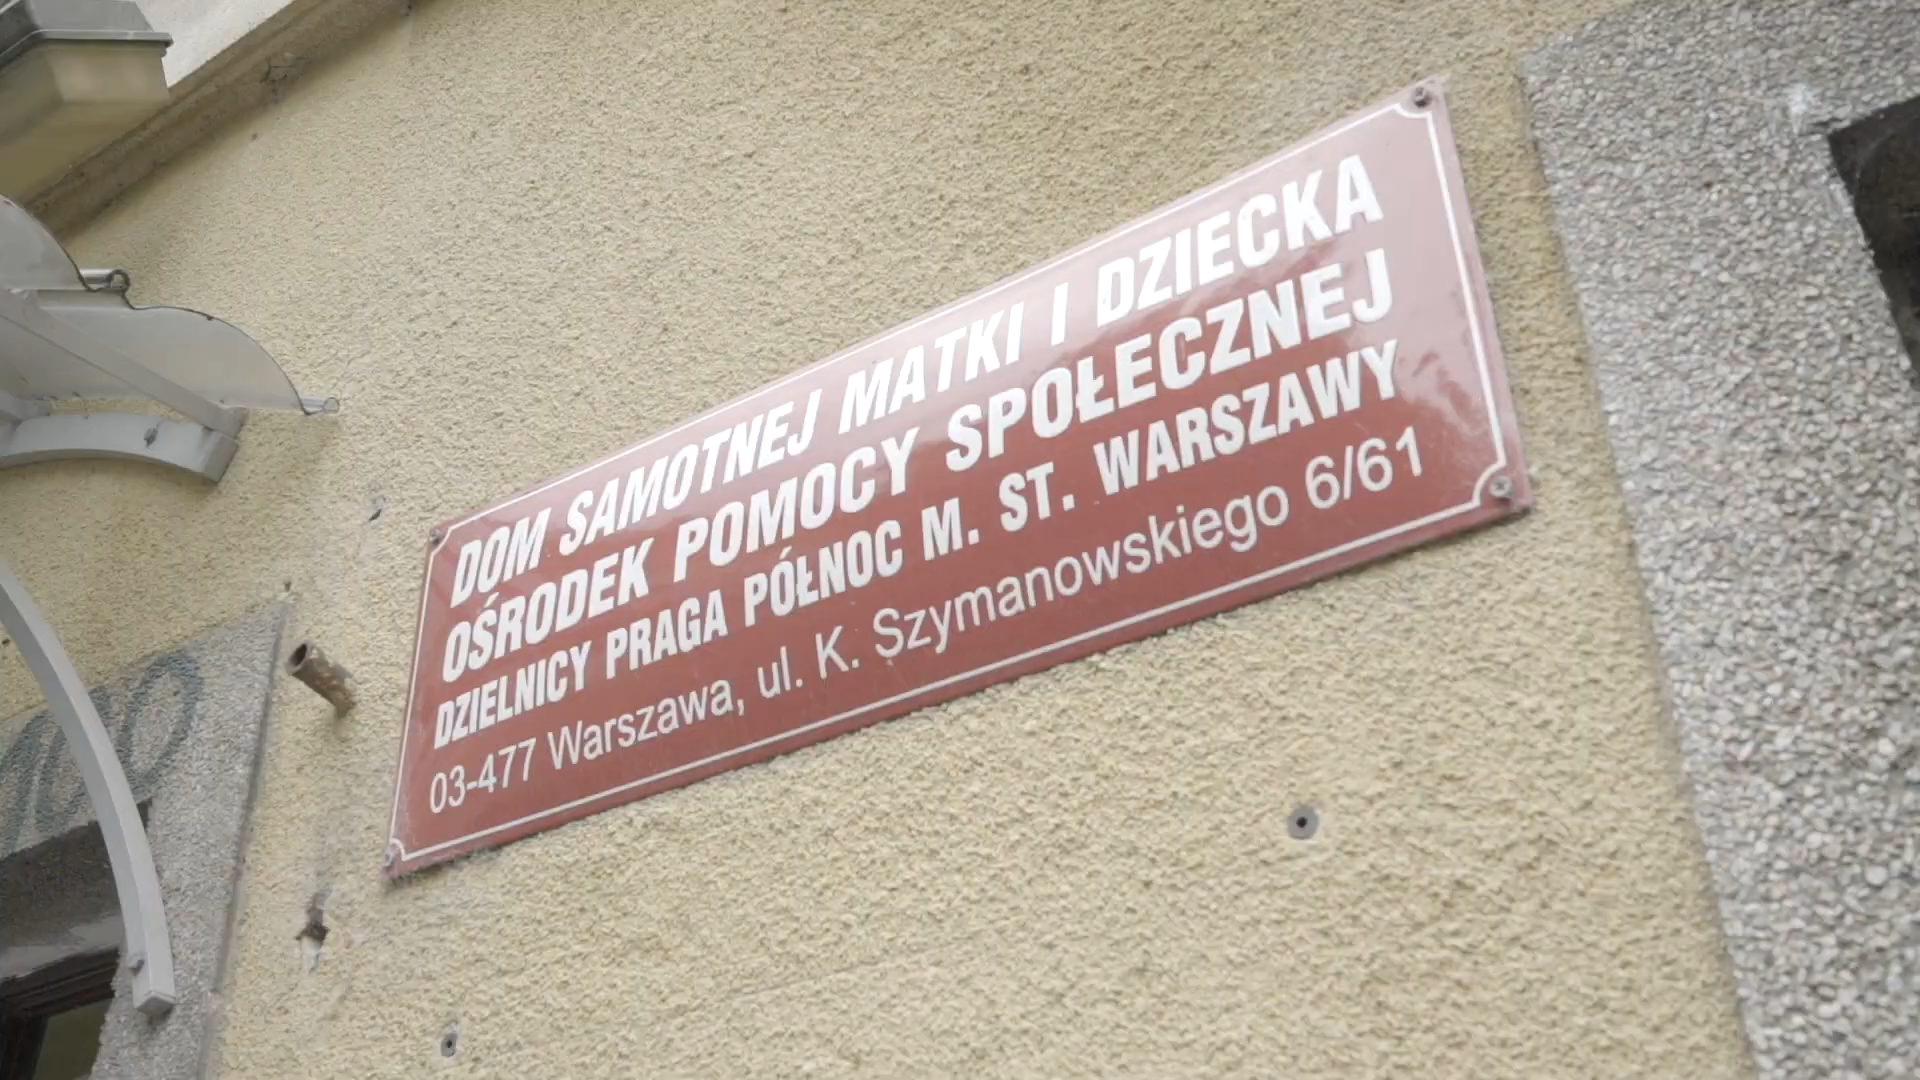 DOM SAMOTNEJ MATKI I DZIECKA
OŚRODEK POMOCY SPOŁECZNEJ
DZIELNICY PRAGA PÓŁNOC M. ST. WARSZAWY
03-477 Warszawa, ul. K. Szymanowskiego 6/61